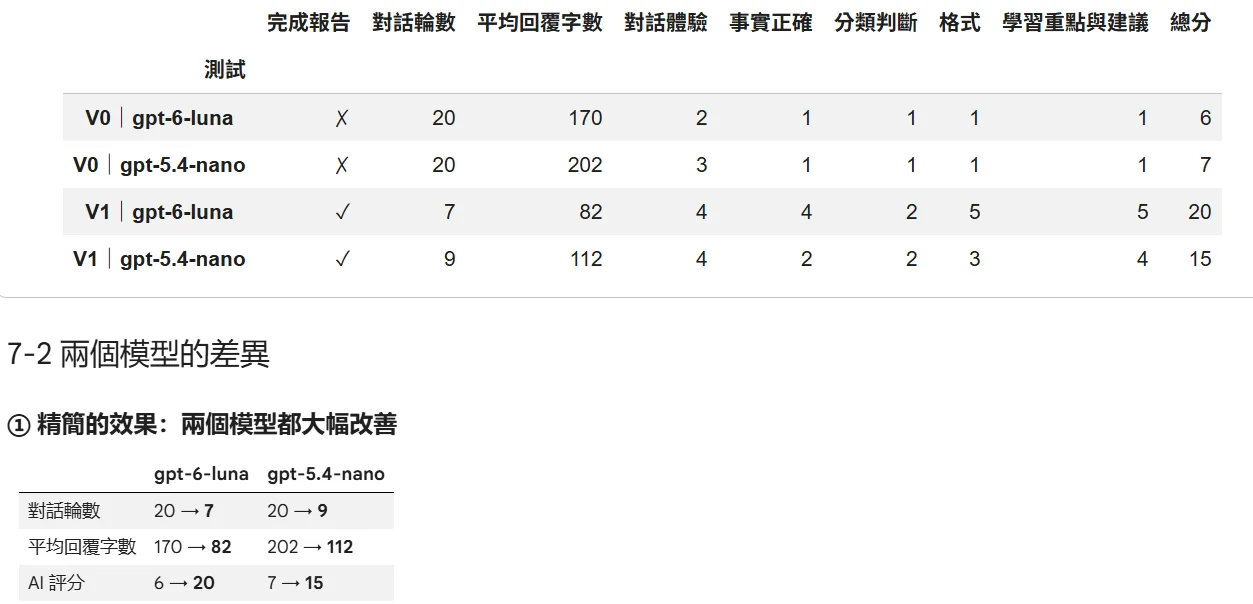 完成報告 對話輪數 平均回覆字數 對話體驗 事實正確 分類判斷 格式 學習重點與建議 總分
測試
V0｜gpt-6-luna ✗ 20 170 2 1 1 1 1 6
V0｜gpt-5.4-nano ✗ 20 202 3 1 1 1 1 7
V1｜gpt-6-luna ✓ 7 82 4 4 2 5 5 20
V1｜gpt-5.4-nano ✓ 9 112 4 2 2 3 4 15
7-2 兩個模型的差異
① 精簡的效果：兩個模型都大幅改善
gpt-6-luna gpt-5.4-nano
對話輪數 20 → 7 20 → 9
平均回覆字數 170 → 82 202 → 112
AI 評分 6 → 20 7 → 15